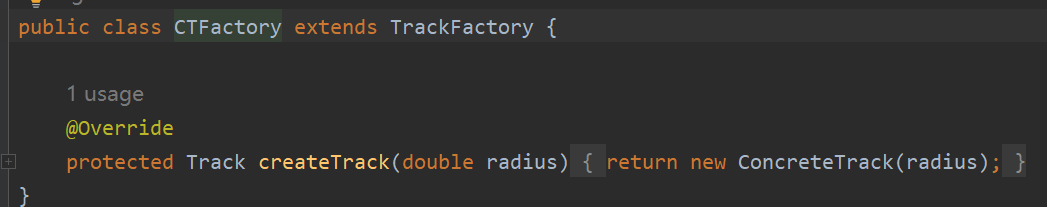 public class CTFactory extends TrackFactory {
1 usage
@Override
protected Track createTrack(double radius) { return new ConcreteTrack(radius); }
}